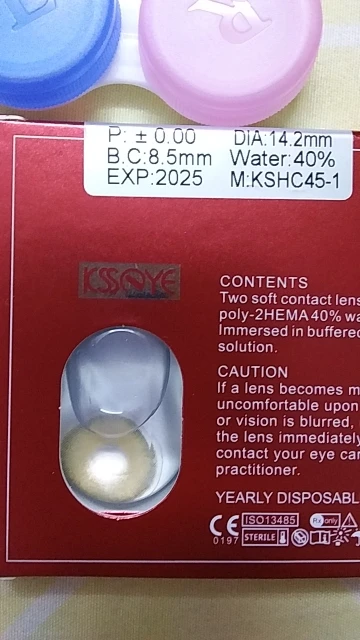 L
R
P: ± 0.00 DIA:14.2mm
B.C:8.5mm Water:40%
EXP:2025 M:KSHC45-1
KSSEYE
CONTENTS
Two soft contact lens
poly-2HEMA 40% wa
Immersed in buffered
solution.
CAUTION
If a lens becomes m
uncomfortable upon
or vision is blurred,
the lens immediately
contact your eye car
practitioner.
YEARLY DISPOSABL
CE ISO13485 Rx only
0197 STERILE